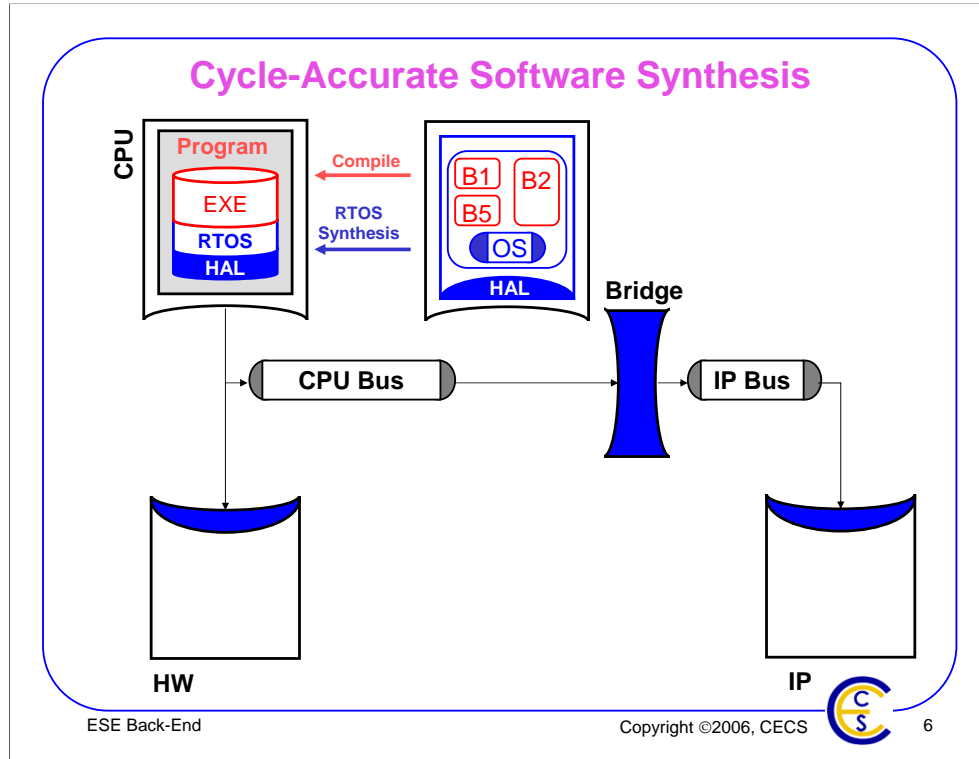 Cycle-Accurate Software Synthesis
CPU
Program
EXE
RTOS
HAL
Compile
RTOS
Synthesis
B1
B2
B5
OS
HAL
Bridge
CPU Bus
IP Bus
HW
IP
ESE Back-End
Copyright ©2006, CECS
C
S
6